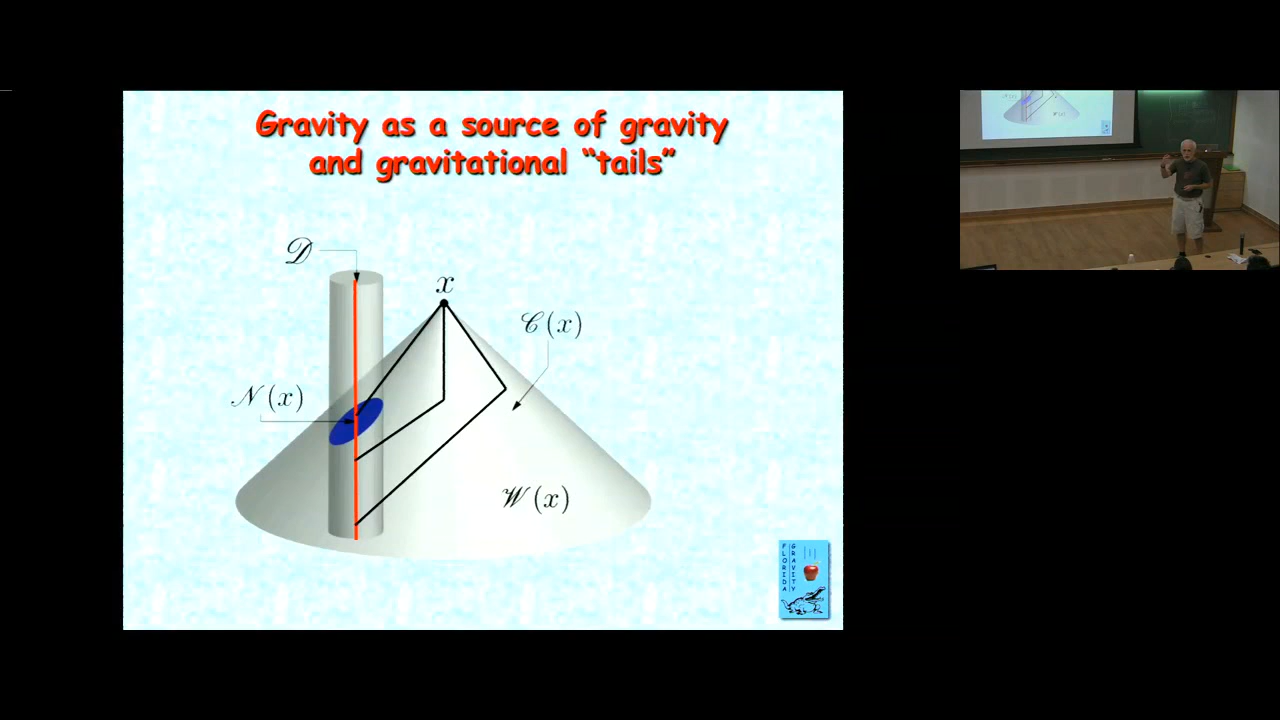 Gravity as a source of gravity
and gravitational “tails”
𝒟
x
𝒞(x)
𝒩(x)
𝒲(x)
FLORIDA
GRAVITY